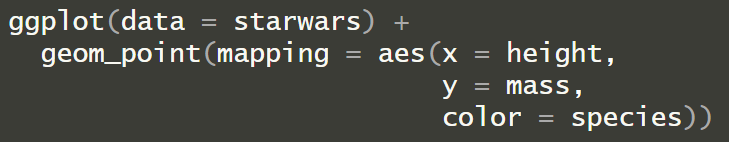 ggplot(data = starwars) +
  geom_point(mapping = aes(x = height,
                           y = mass,
                           color = species))